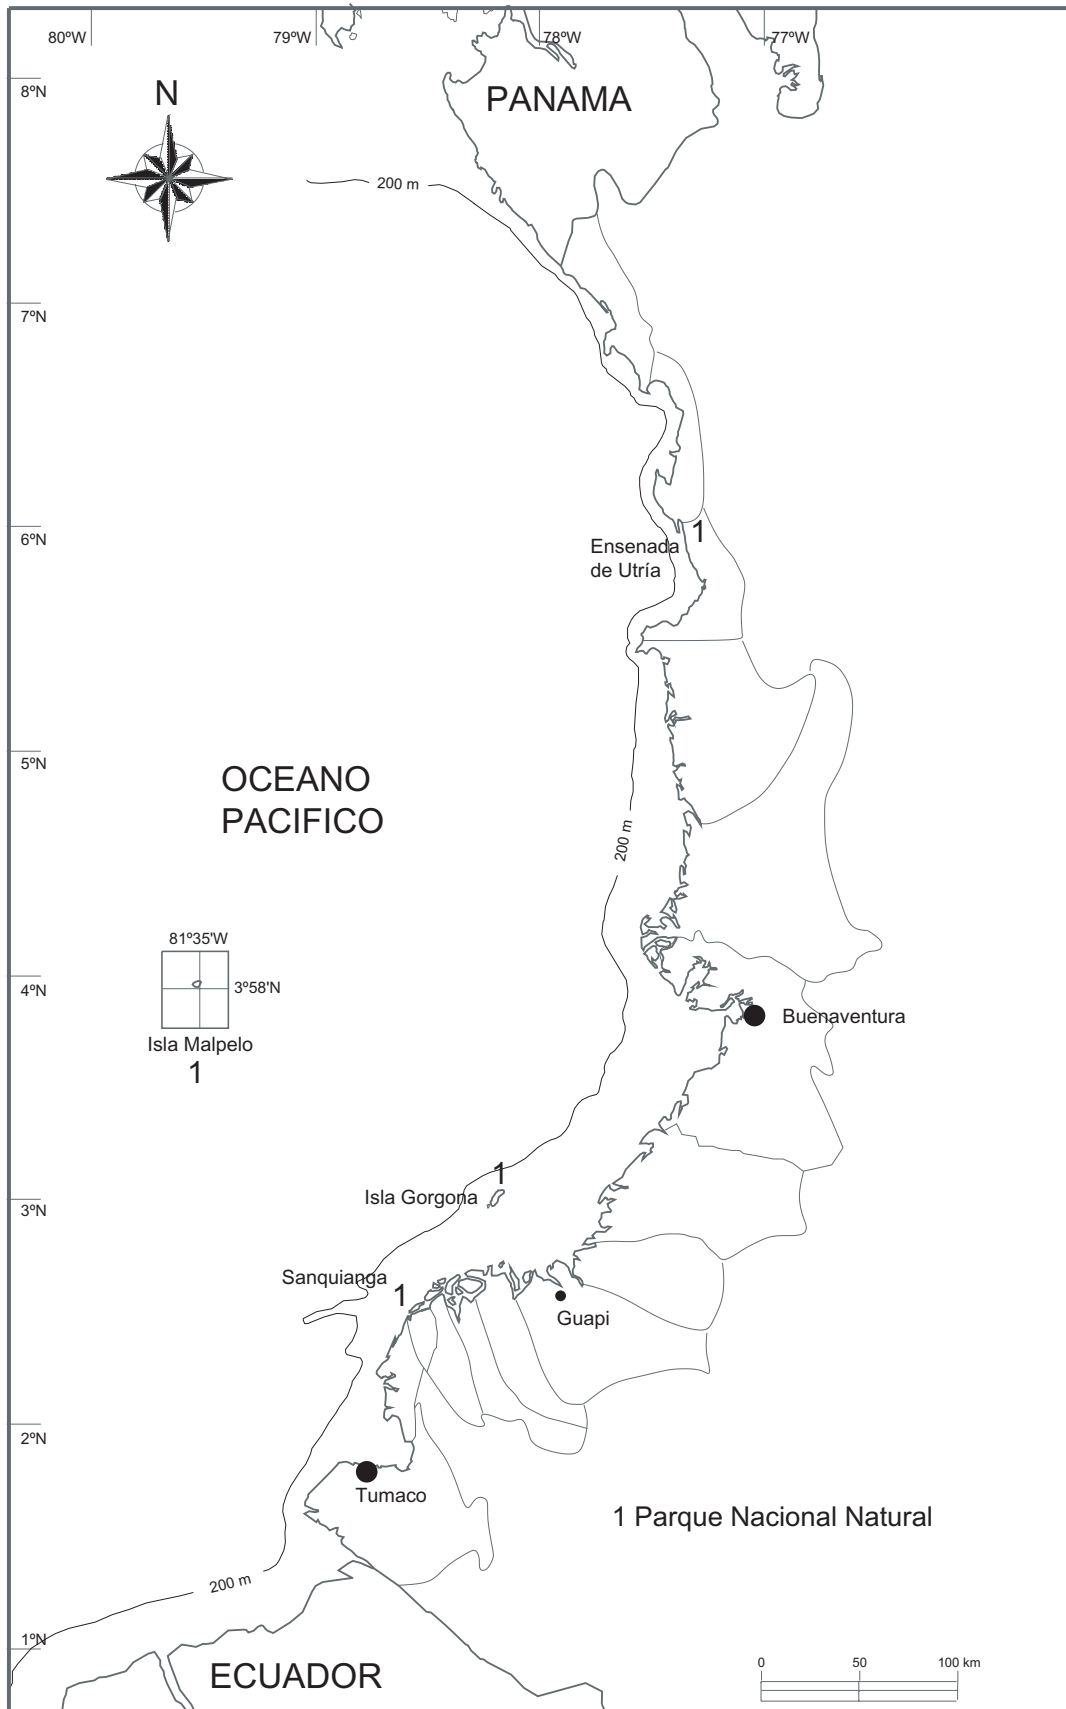 80ºW
79ºW
78ºW
77ºW
8ºN
N
PANAMA
200 m
7ºN
6ºN
1
Ensenada
de Utría
5ºN
OCEANO
PACIFICO
200 m
81º35'W
3º58'N
4ºN
Isla Malpelo
1
Buenaventura
1
Isla Gorgona
3ºN
Sanquianga
1
Guapi
2ºN
Tumaco
1 Parque Nacional Natural
200 m
1ºN
ECUADOR
0 50 100 km